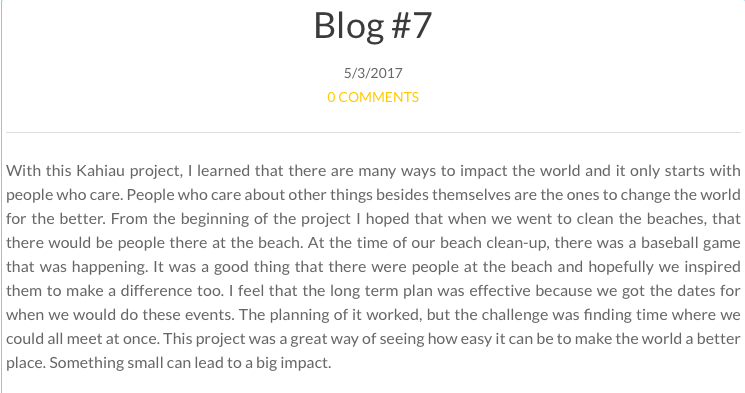 Blog #7
5/3/2017
0 COMMENTS
With this Kahiau project, I learned that there are many ways to impact the world and it only starts with
people who care. People who care about other things besides themselves are the ones to change the world
for the better. From the beginning of the project I hoped that when we went to clean the beaches, that
there would be people there at the beach. At the time of our beach clean-up, there was a baseball game
that was happening. It was a good thing that there were people at the beach and hopefully we inspired
them to make a difference too. I feel that the long term plan was effective because we got the dates for
when we would do these events. The planning of it worked, but the challenge was finding time where we
could all meet at once. This project was a great way of seeing how easy it can be to make the world a better
place. Something small can lead to a big impact.